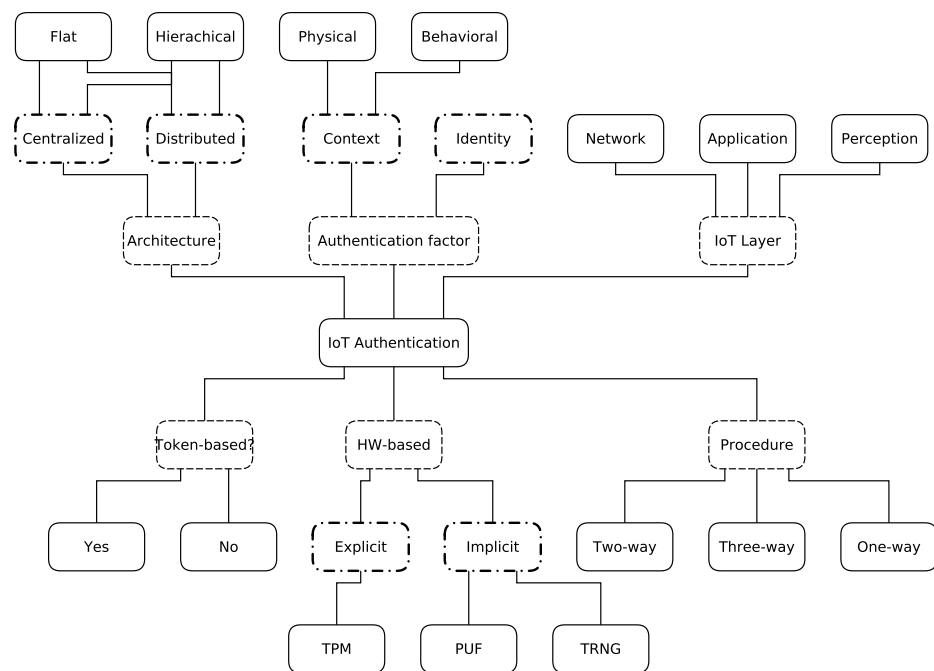 Flat
Hierachical
Physical
Behavioral
Centralized
Distributed
Context
Identity
Network
Application
Perception
Architecture
Authentication factor
IoT Layer
IoT Authentication
Token-based?
HW-based
Procedure
Yes
No
Explicit
Implicit
Two-way
Three-way
One-way
TPM
PUF
TRNG